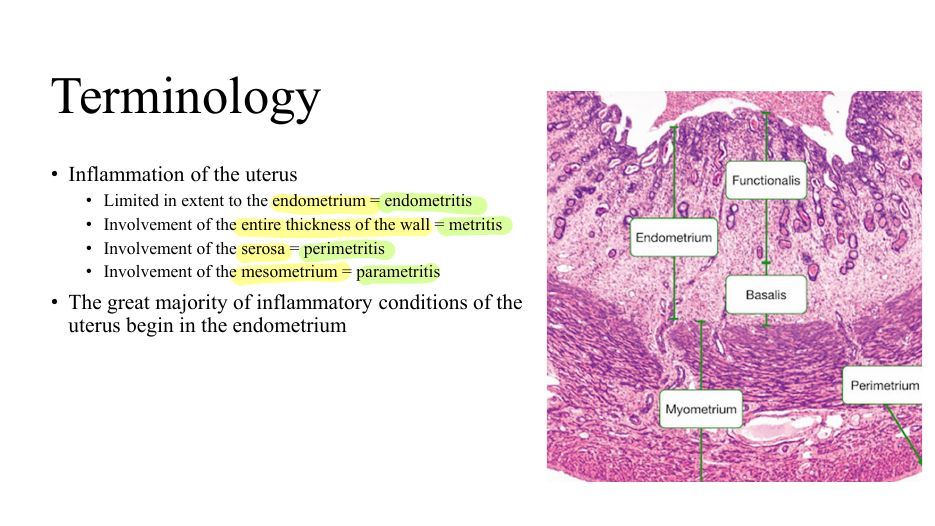 Terminology
• Inflammation of the uterus
• Limited in extent to the endometrium = endometritis
• Involvement of the entire thickness of the wall = metritis
• Involvement of the serosa = perimetritis
• Involvement of the mesometrium = parametritis
• The great majority of inflammatory conditions of the
uterus begin in the endometrium
Functionalis
Endometrium
Basalis
Perimetrium
Myometrium